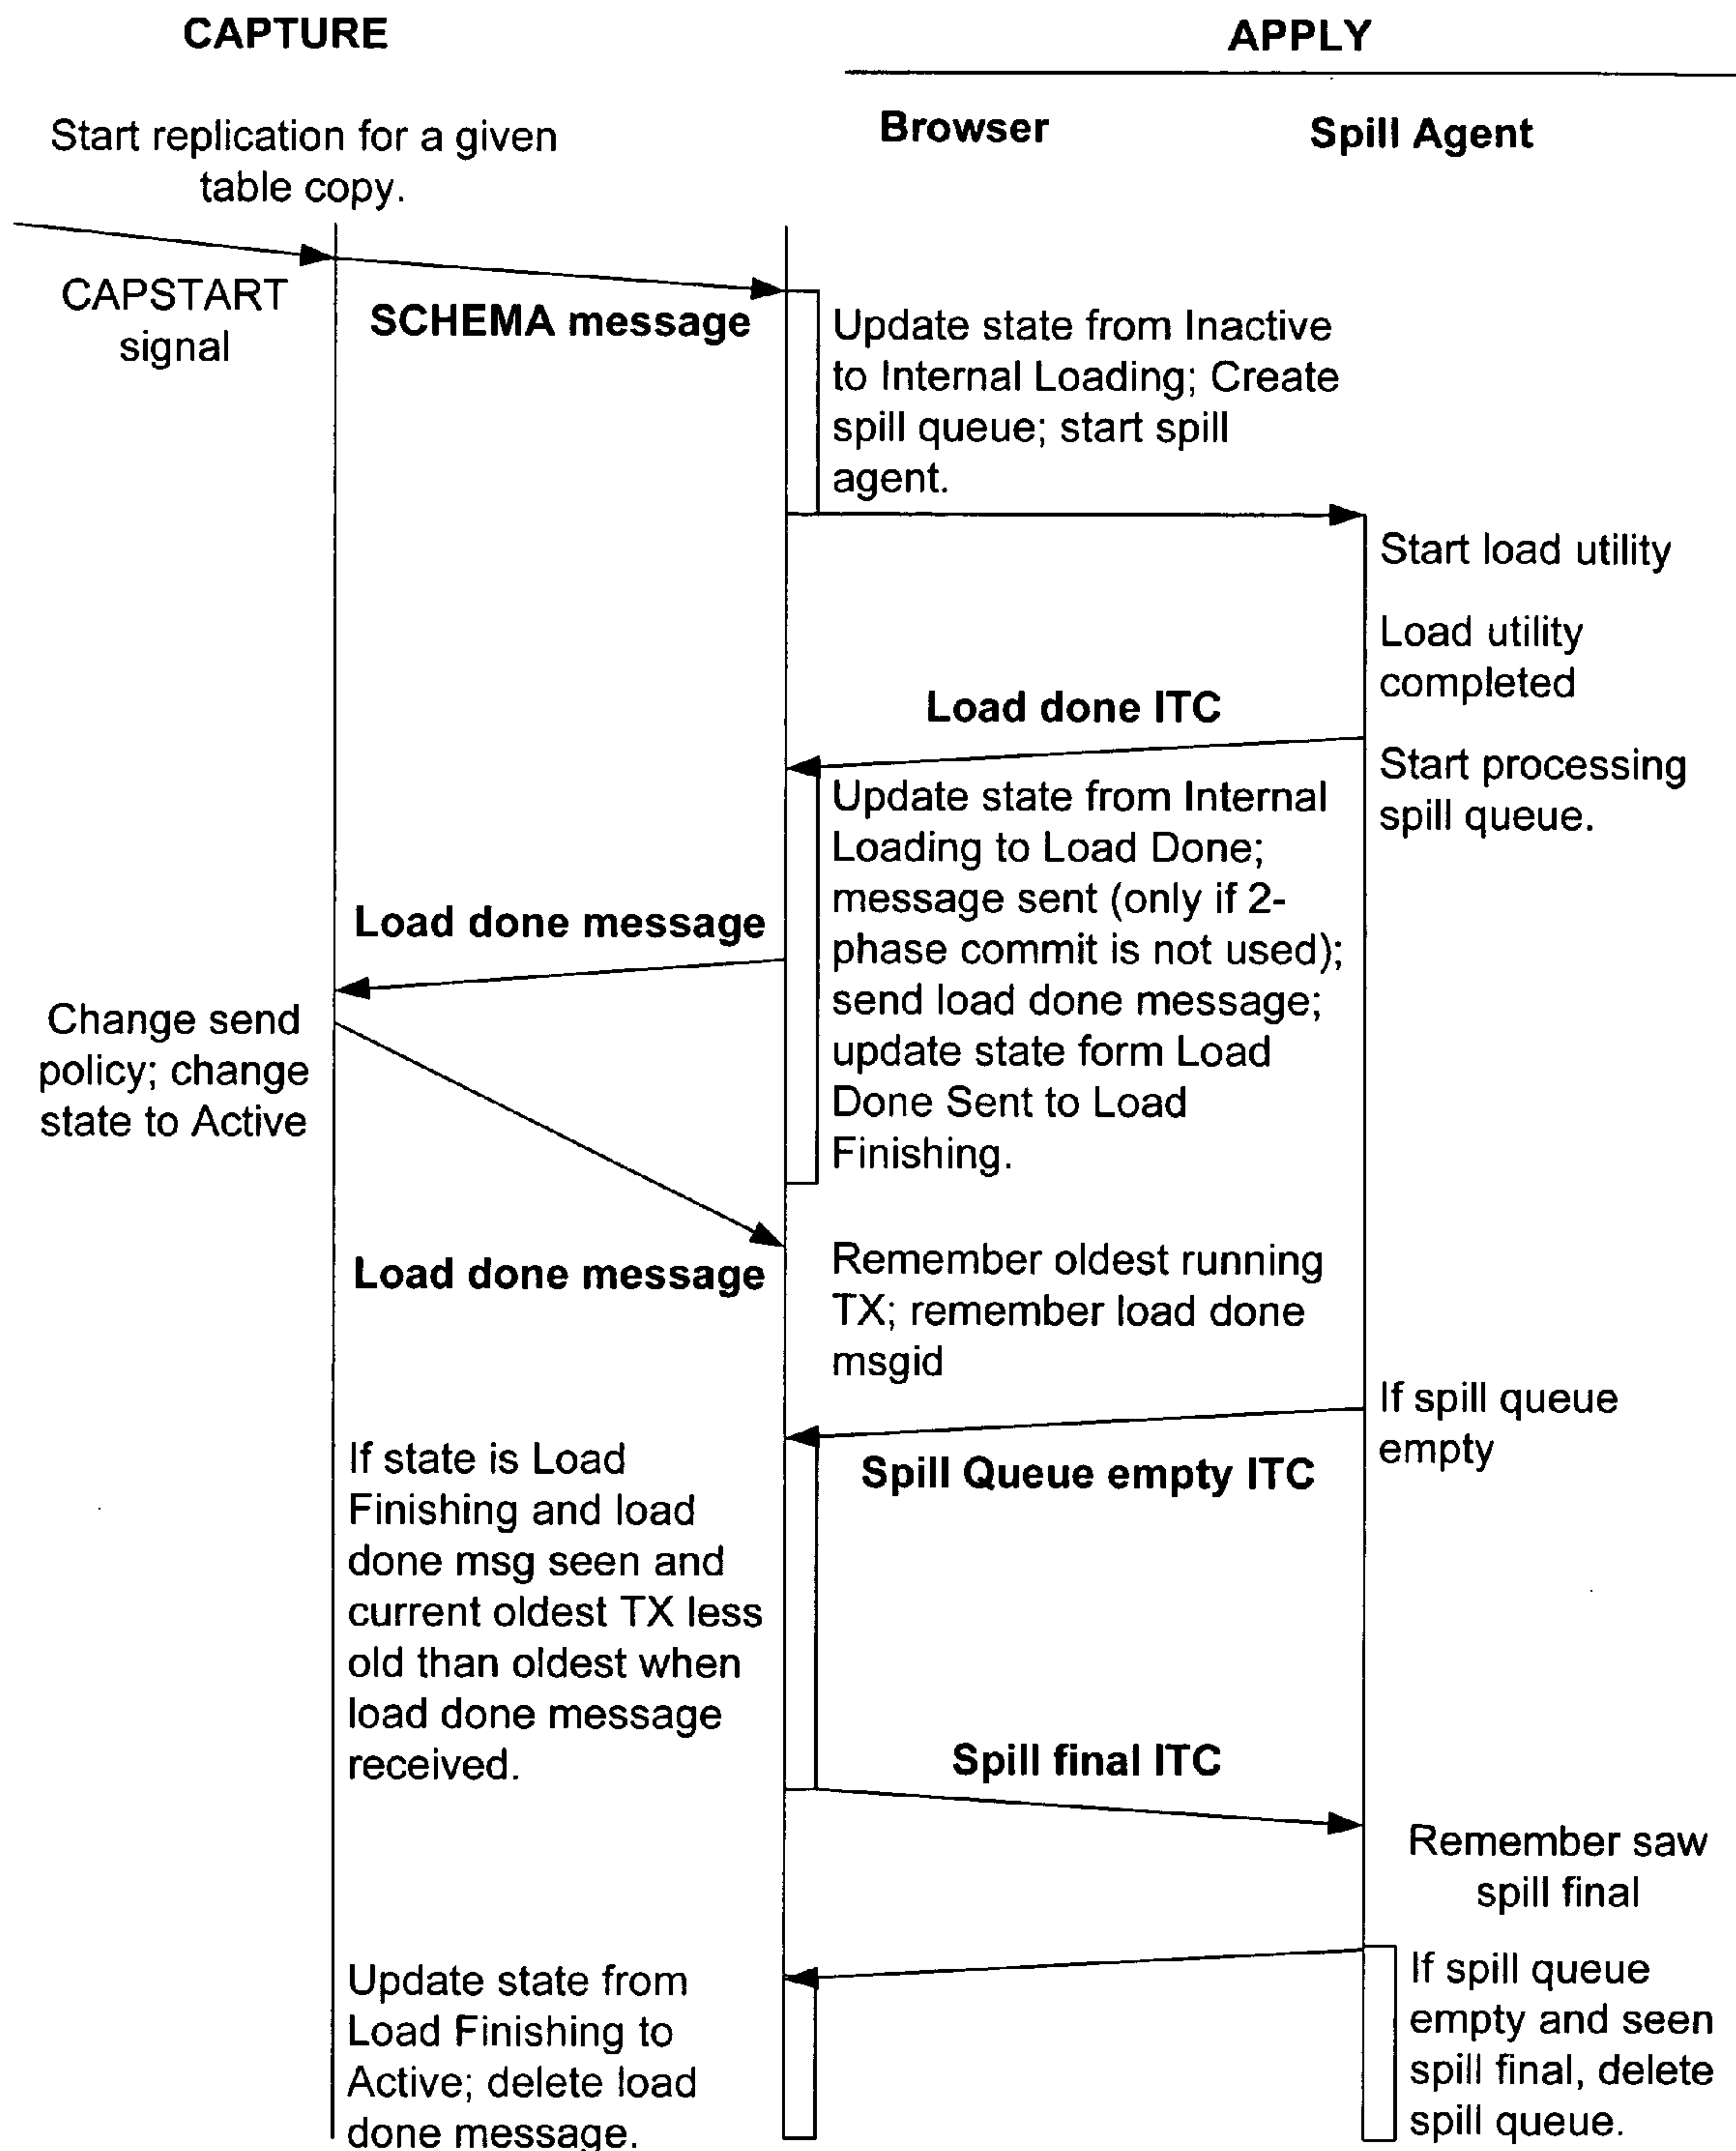 CAPTURE
APPLY
Browser
Spill Agent
Start replication for a given
table copy.
CAPSTART
signal
SCHEMA message
Update state from Inactive
to Internal Loading; Create
spill queue; start spill
agent.
Start load utility
Load utility
completed
Load done ITC
Start processing
spill queue.
Update state from Internal
Loading to Load Done;
message sent (only if 2-
phase commit is not used);
send load done message;
update state form Load
Done Sent to Load
Finishing.
Load done message
Change send
policy; change
state to Active
Load done message
Remember oldest running
TX; remember load done
msgid
If spill queue
empty
Spill Queue empty ITC
If state is Load
Finishing and load
done msg seen and
current oldest TX less
old than oldest when
load done message
received.
Spill final ITC
Remember saw
spill final
If spill queue
empty and seen
spill final, delete
spill queue.
Update state from
Load Finishing to
Active; delete load
done message.